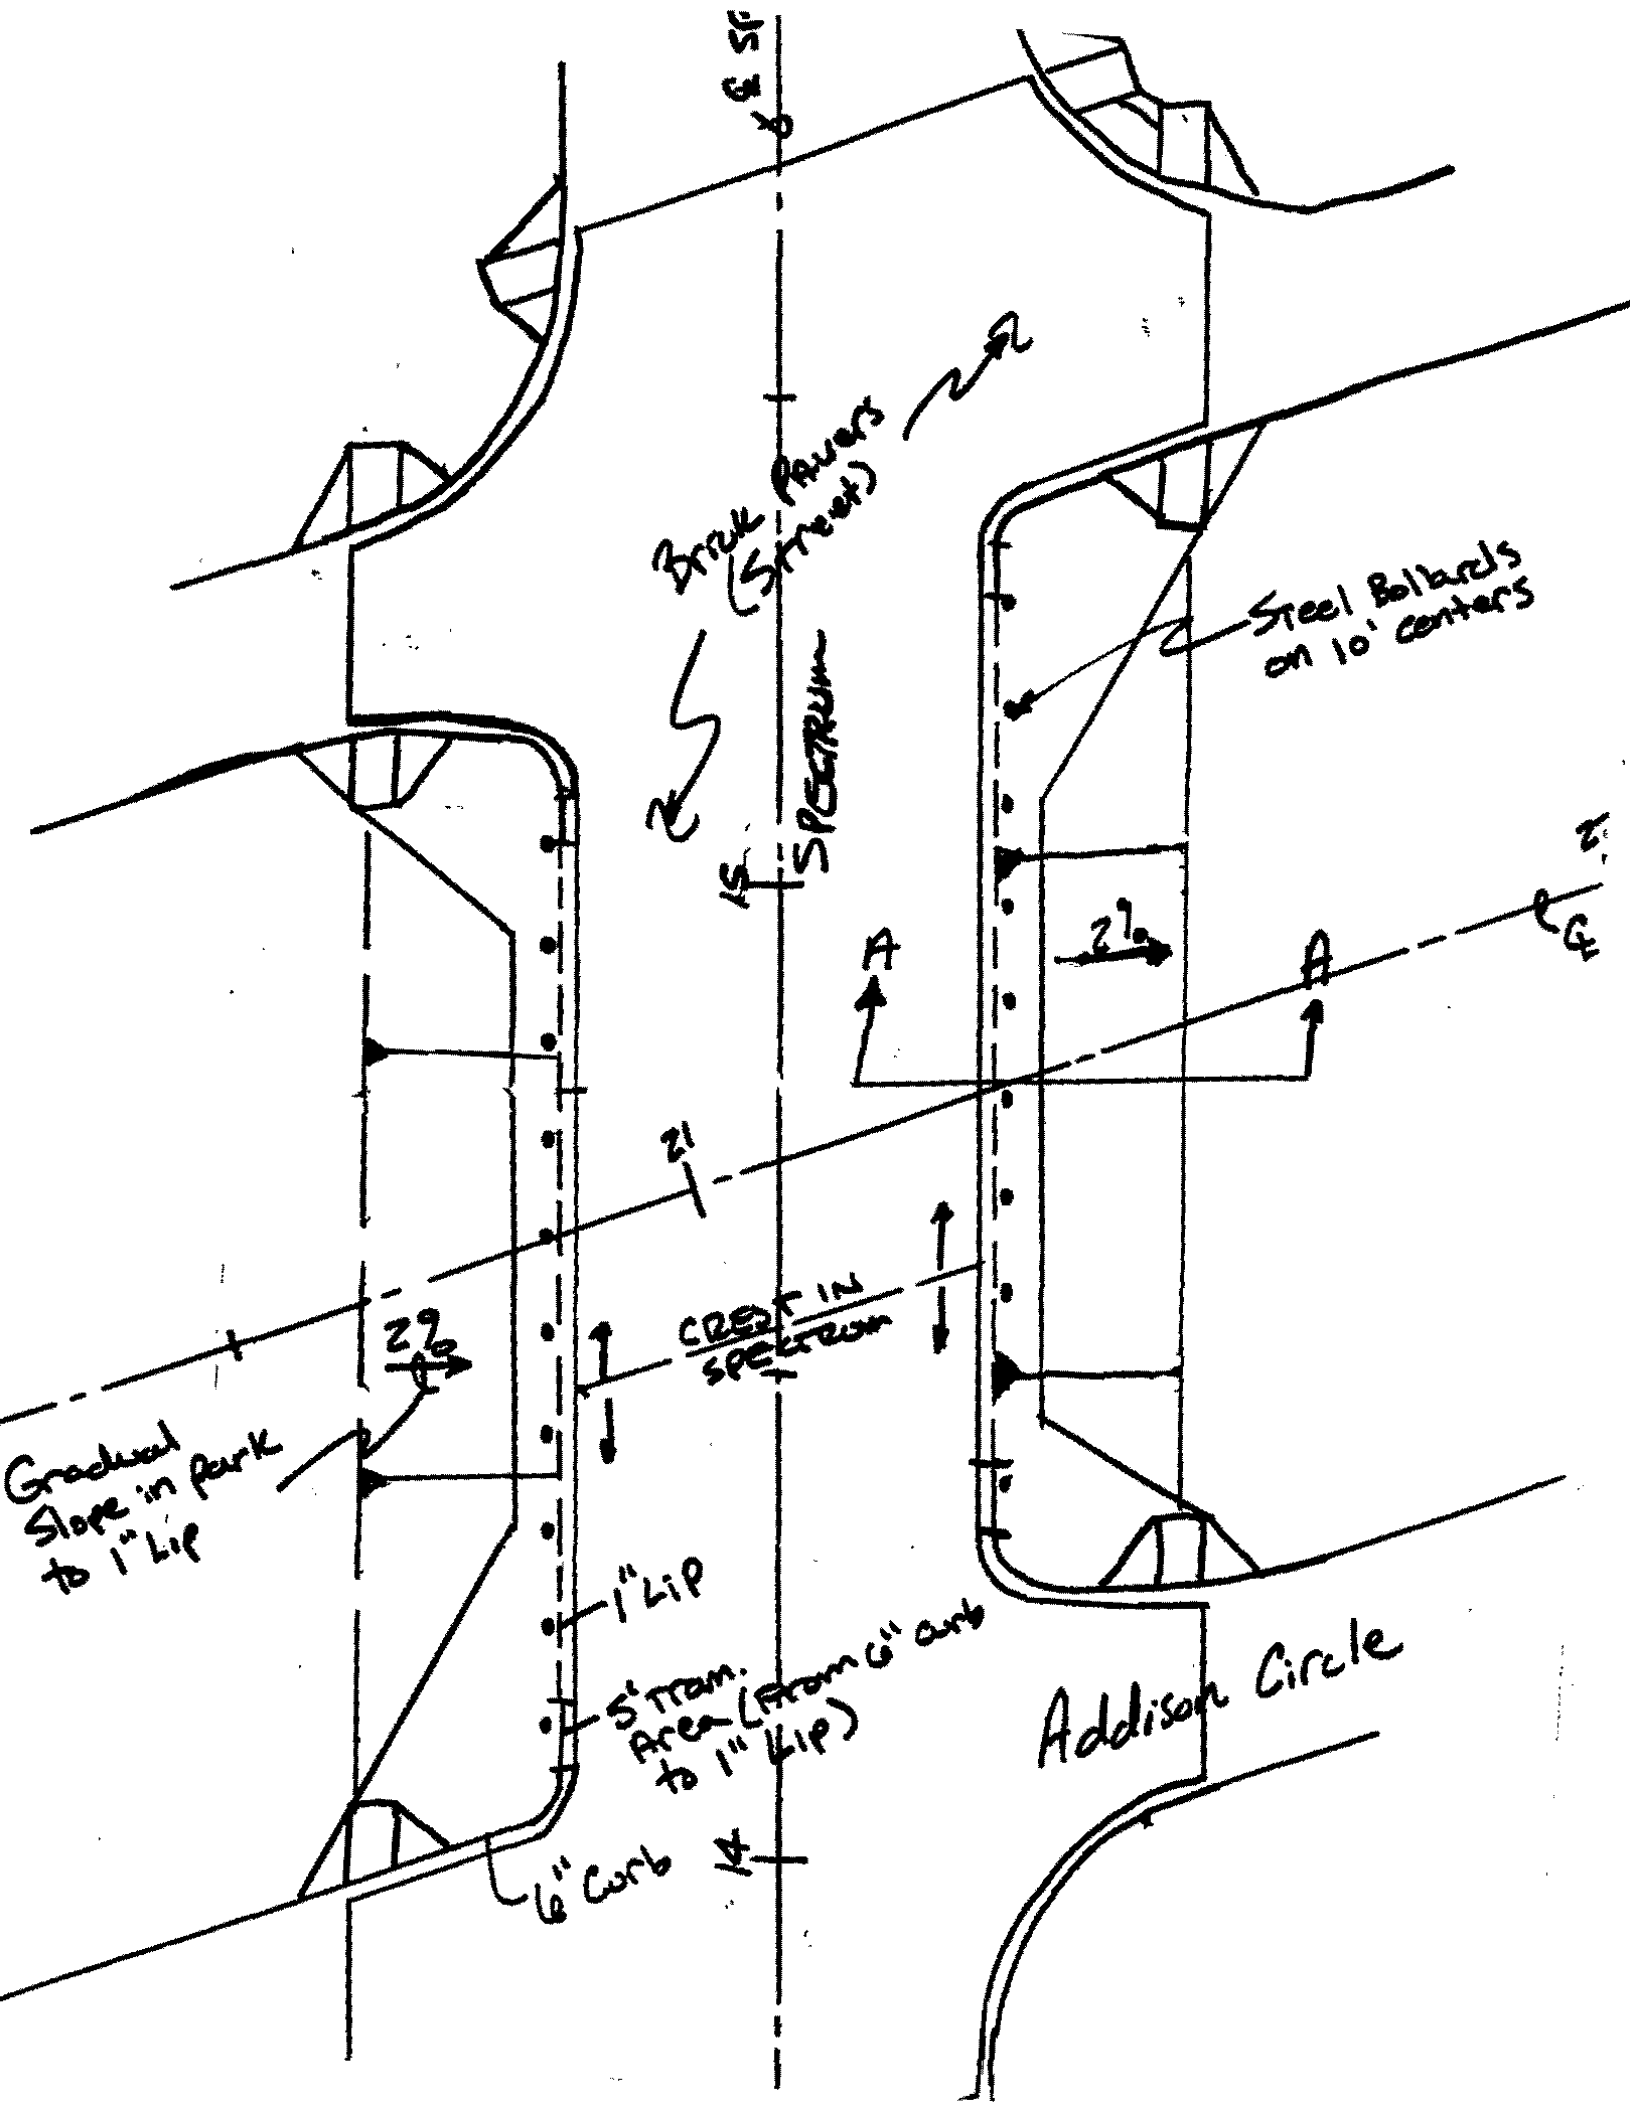 Brick Pavers
(Street)
Steel Bollards
on 10' centers
SPECTRUM
15
A
A
2%
21
CREST IN
SPECTRUM
2%
Gradual
Slope in park
to 1" Lip
1" Lip
5' Tran.
Area (From 6" curb
to 1" Lip)
Addison Circle
14
6" Curb